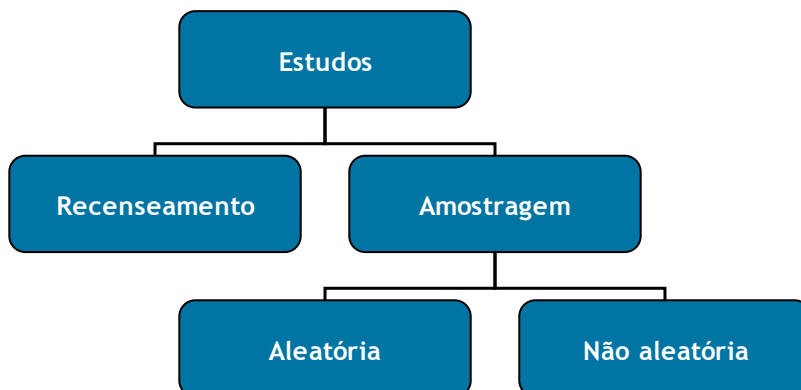 Estudos
Recenseamento
Amostragem
Aleatória
Não aleatória